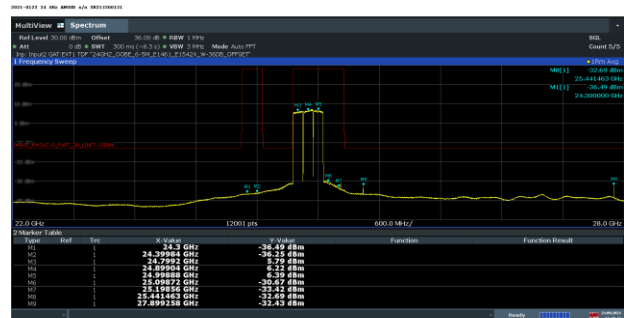 MultiView Spectrum
Ref Level 30.00 dBm Offset 36.00 dB RBW 1 MHz SGL
Att 0 dB SWT 300 ms (~8.3 s) VBW 3 MHz Mode Auto FFT Count 5/5
1 Frequency Sweep 1Rm Avg
M8[1] -32.69 dBm
25.441463 GHz
M1[1] -36.49 dBm
24.300000 GHz
M3 M4 M5
M1 M2 M6 M7 M8 M9
22.0 GHz 12001 pts 600.0 MHz/ 28.0 GHz
2 Marker Table
Type Ref Trc X-Value Y-Value Function Function Result
M1 1 24.3 GHz -36.49 dBm
M2 1 24.39984 GHz -36.25 dBm
M3 1 24.7992 GHz 5.79 dBm
M4 1 24.89904 GHz 6.22 dBm
M5 1 24.99888 GHz 6.39 dBm
M6 1 25.09872 GHz -30.67 dBm
M7 1 25.19856 GHz -33.42 dBm
M8 1 25.441463 GHz -32.69 dBm
M9 1 27.899258 GHz -32.43 dBm
Ready